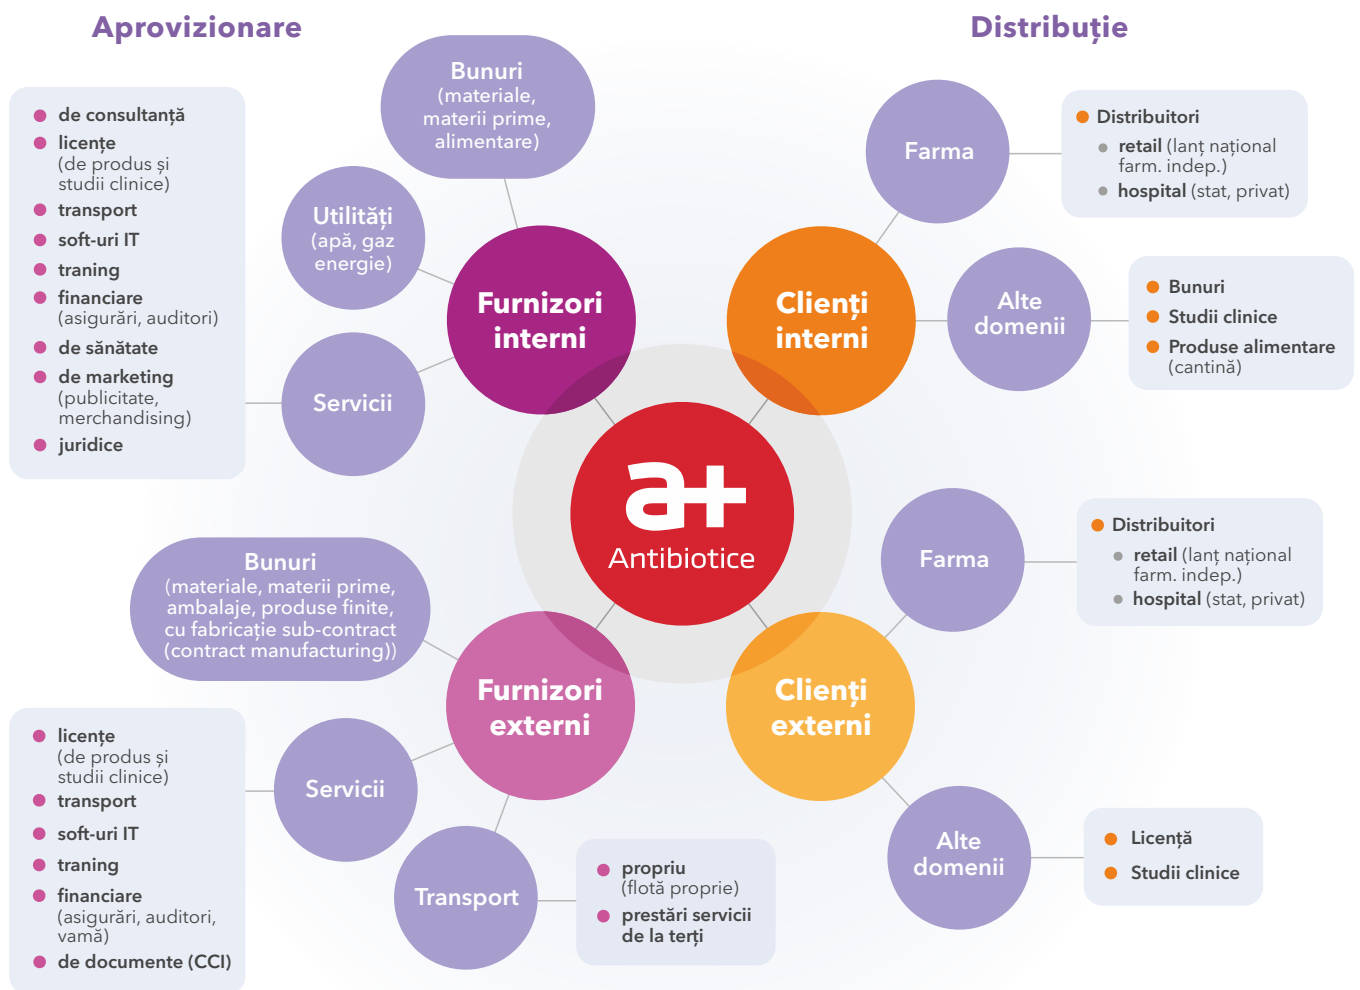 Aprovizionare
Bunuri
(materiale,
materii prime,
alimentare)
Utilități
(apă, gaz
energie)
Servicii
de consultanță
licențe
(de produs și
studii clinice)
transport
soft-uri IT
traning
financiare
(asigurări, auditori)
de sănătate
de marketing
(publicitate,
merchandising)
juridice
Furnizori
interni
Distribuție
Clienți
interni
Farma
Distribuitori
retail (lanț național
farm. indep.)
hospital (stat, privat)
Alte
domenii
Bunuri
Studii clinice
Produse alimentare
(cantină)
a+
Antibiotice
Bunuri
(materiale, materii prime,
ambalaje, produse finite,
cu fabricație sub-contract
(contract manufacturing))
Furnizori
externi
Servicii
licențe
(de produs și
studii clinice)
transport
soft-uri IT
traning
financiare
(asigurări, auditori,
vamă)
de documente (CCI)
Transport
propriu
(flotă proprie)
prestări servicii
de la terți
Clienți
externi
Farma
Distribuitori
retail (lanț național
farm. indep.)
hospital (stat, privat)
Alte
domenii
Licență
Studii clinice